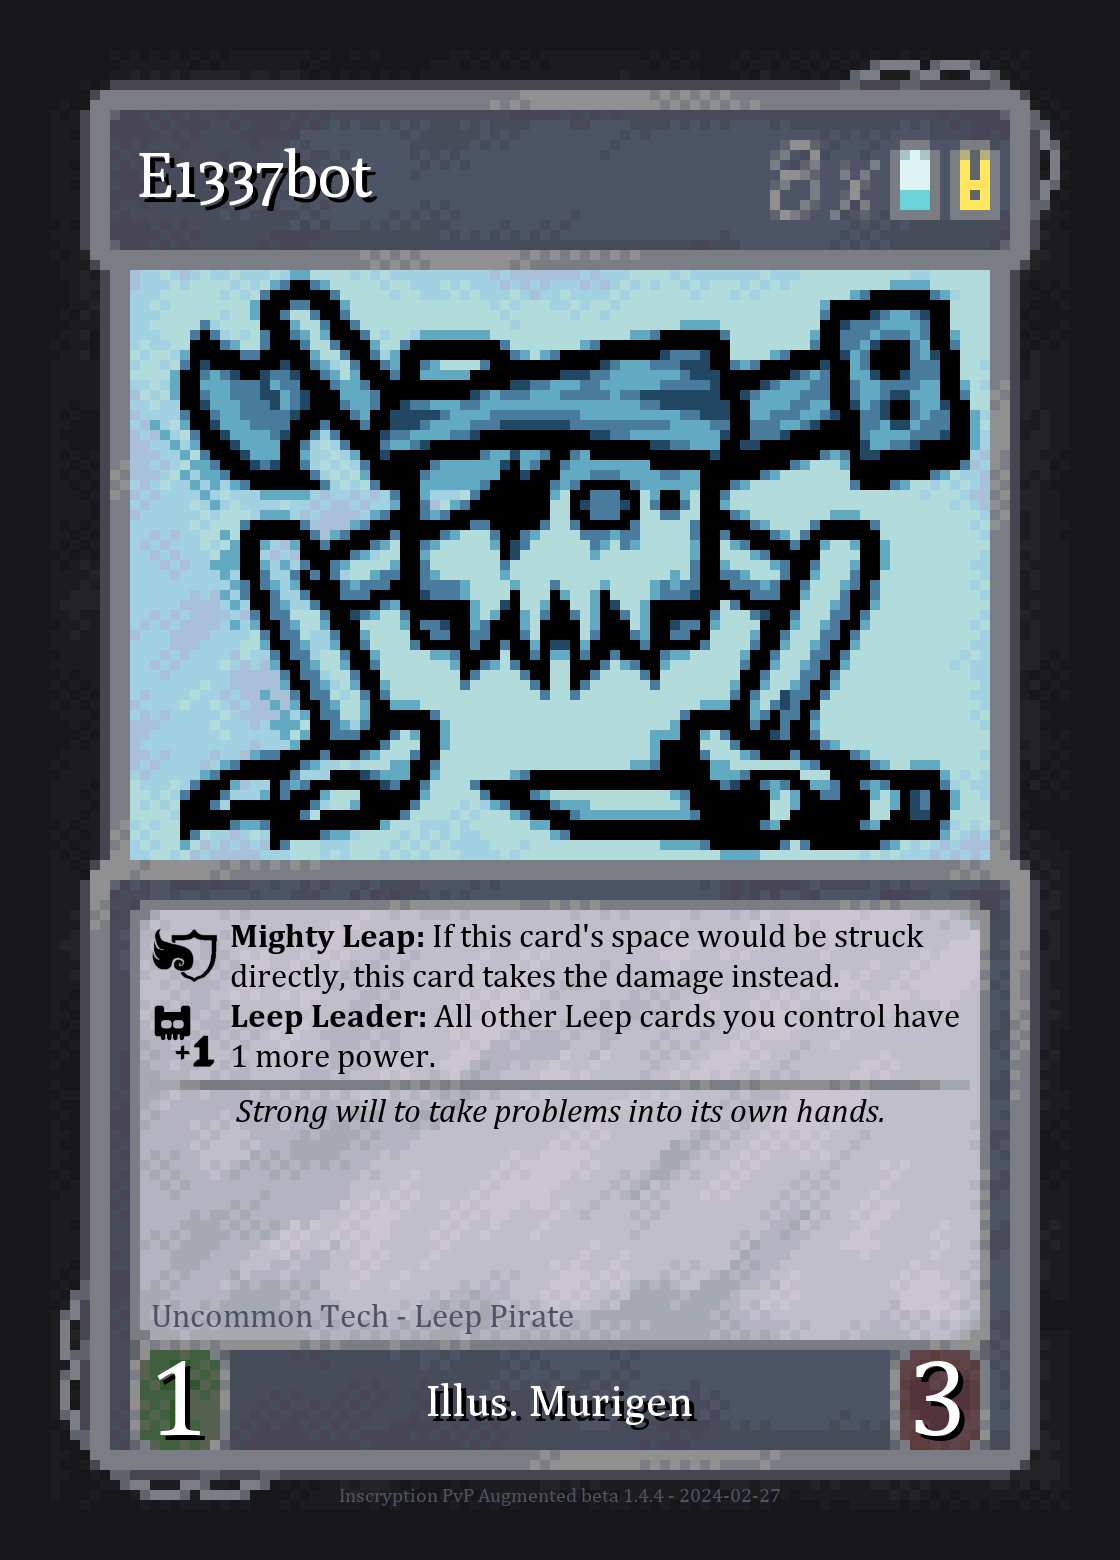 E1337bot
8x
Mighty Leap: If this card's space would be struck
directly, this card takes the damage instead.
+1
Leep Leader: All other Leep cards you control have
1 more power.
Strong will to take problems into its own hands.
Uncommon Tech - Leep Pirate
1
Illus. Murigen
3
Inscryption PvP Augmented beta 1.4.4 - 2024-02-27